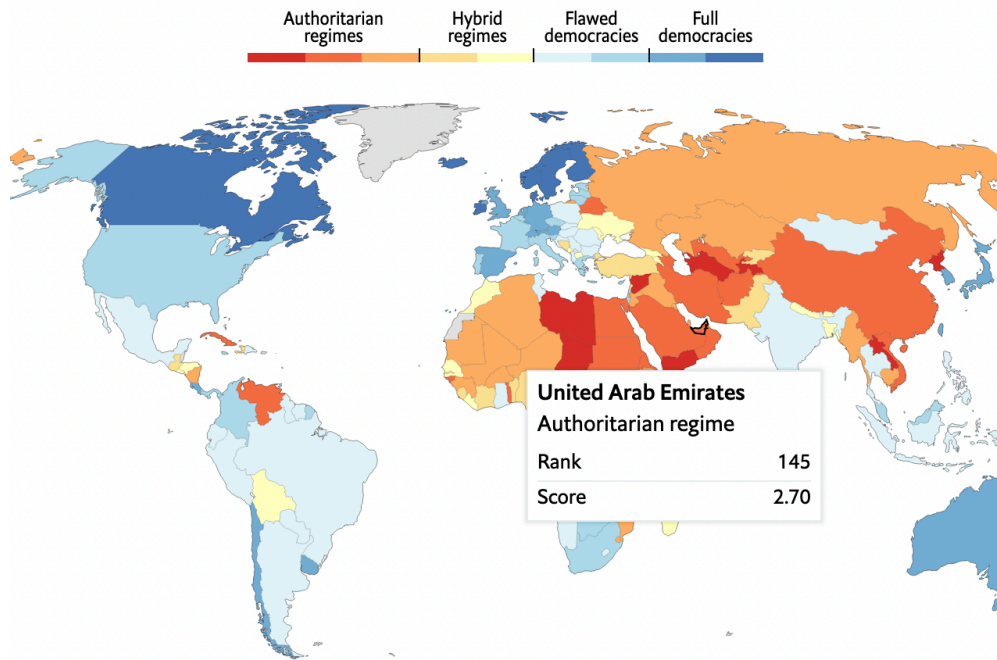 Authoritarian
regimes
Hybrid
regimes
Flawed
democracies
Full
democracies
United Arab Emirates
Authoritarian regime
Rank 145
Score 2.70